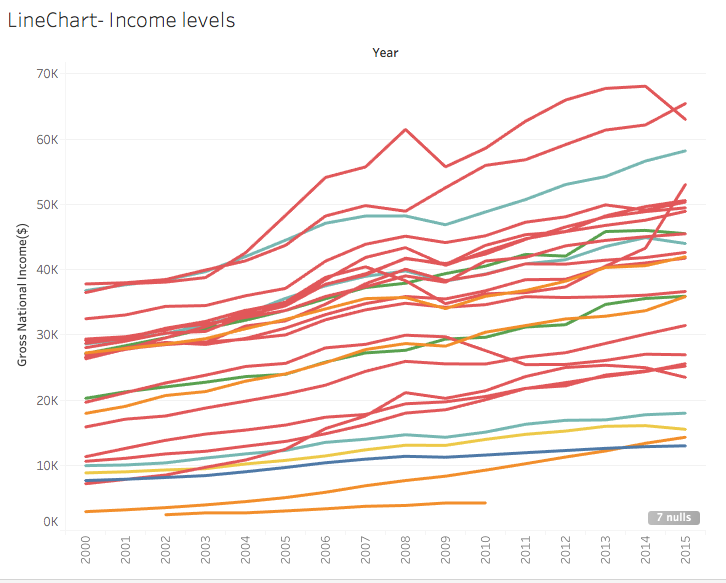 LineChart- Income levels
Year
70K
60K
50K
40K
30K
20K
10K
0K
Gross National Income($)
7 nulls
2000 2001 2002 2003 2004 2005 2006 2007 2008 2009 2010 2011 2012 2013 2014 2015